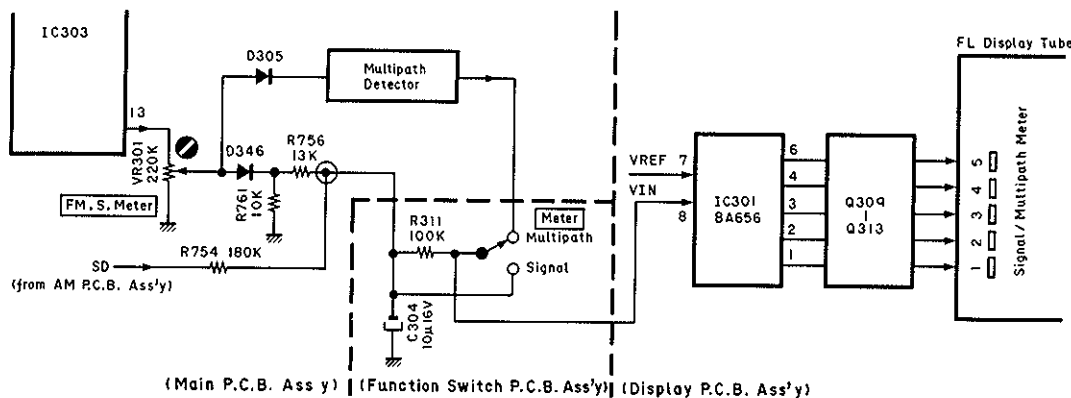 IC303
13
VR301
220K
FM.S.Meter
D305
Multipath
Detector
D346
R756
13K
R761
10K
R754 180K
SD
(from AM P.C.B. Ass'y)
R311
100K
Meter
Multipath
Signal
C304
10μ16V
VREF 7
VIN
8
IC301
BA656
6
4
3
2
1
Q309
|
Q313
FL Display Tube
5
4
3
2
1
Signal/Multipath Meter
(Main P.C.B. Ass y)
(Function Switch P.C.B. Ass'y)
(Display P.C.B. Ass'y)